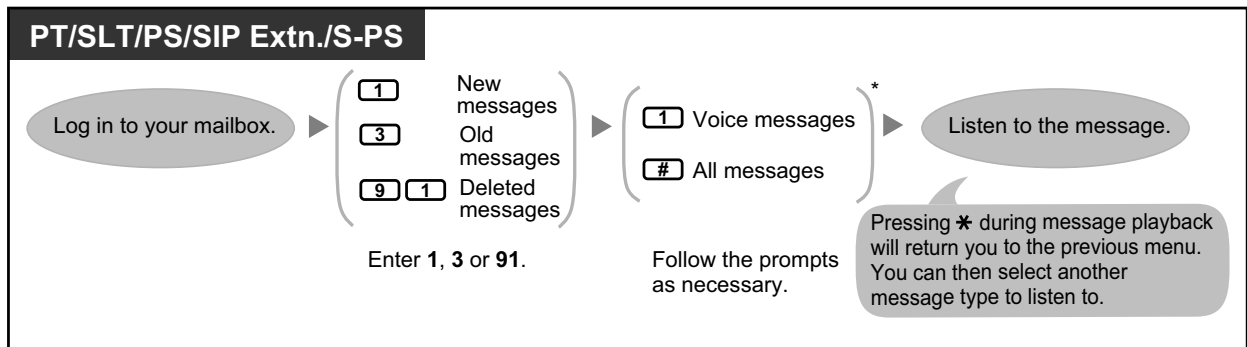 PT/SLT/PS/SIP Extn./S-PS
Log in to your mailbox.
1 New
messages
3 Old
messages
9 1 Deleted
messages
Enter 1, 3 or 91.
*
1 Voice messages
# All messages
Follow the prompts
as necessary.
Listen to the message.
Pressing * during message playback
will return you to the previous menu.
You can then select another
message type to listen to.